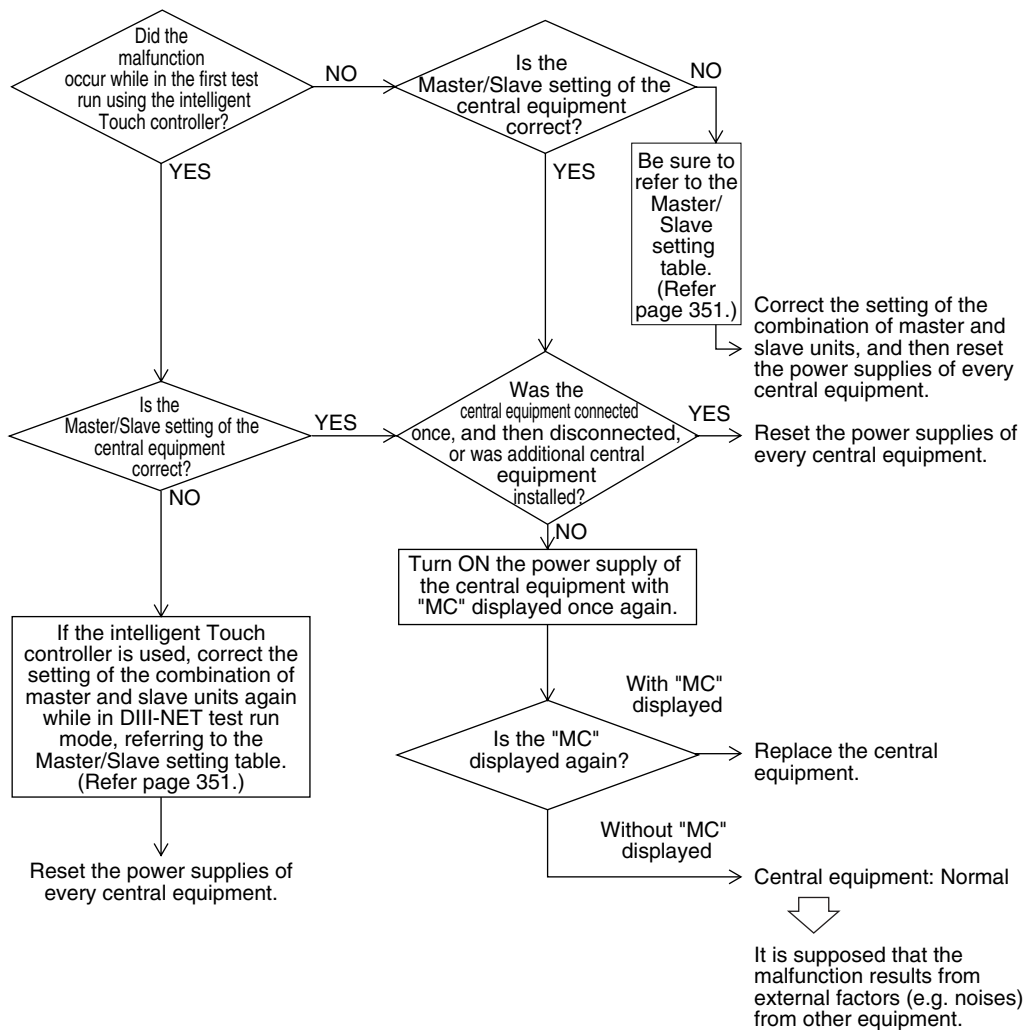 Did the
malfunction
occur while in the first test
run using the intelligent
Touch controller?
NO
YES
Is the
Master/Slave setting of the
central equipment
correct?
NO
YES
Be sure to
refer to the
Master/
Slave
setting
table.
(Refer
page 351.)
Correct the setting of the
combination of master and
slave units, and then reset
the power supplies of every
central equipment.
Is the
Master/Slave setting of the
central equipment
correct?
YES
NO
Was the
central equipment connected
once, and then disconnected,
or was additional central
equipment
installed?
YES
NO
Reset the power supplies of
every central equipment.
Turn ON the power supply of
the central equipment with
"MC" displayed once again.
If the intelligent Touch
controller is used, correct the
setting of the combination of
master and slave units again
while in DIII-NET test run
mode, referring to the
Master/Slave setting table.
(Refer page 351.)
Reset the power supplies of
every central equipment.
Is the "MC"
displayed again?
With "MC"
displayed
Replace the central
equipment.
Without "MC"
displayed
Central equipment: Normal
It is supposed that the
malfunction results from
external factors (e.g. noises)
from other equipment.